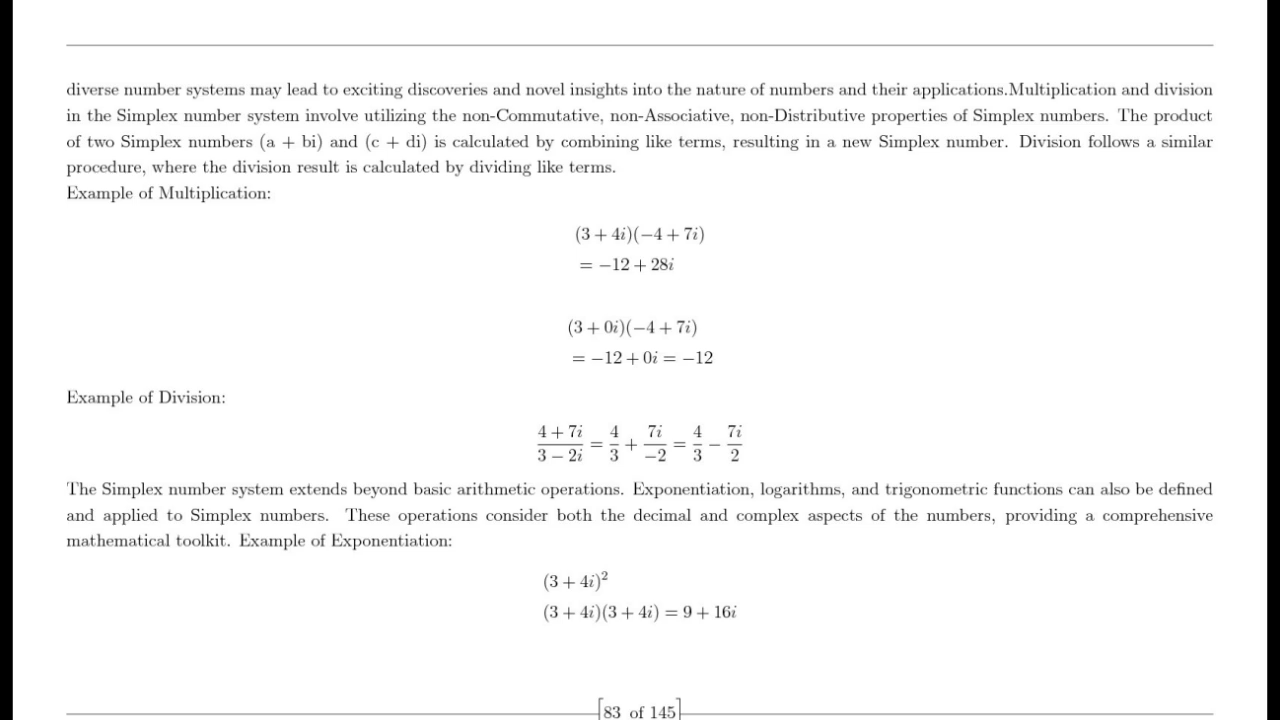 diverse number systems may lead to exciting discoveries and novel insights into the nature of numbers and their applications.Multiplication and division
in the Simplex number system involve utilizing the non-Commutative, non-Associative, non-Distributive properties of Simplex numbers. The product
of two Simplex numbers (a + bi) and (c + di) is calculated by combining like terms, resulting in a new Simplex number. Division follows a similar
procedure, where the division result is calculated by dividing like terms.
Example of Multiplication:
(3 + 4i)(−4 + 7i)
= −12 + 28i
(3 + 0i)(−4 + 7i)
= −12 + 0i = −12
Example of Division:
\frac{4 + 7i}{3 − 2i} = \frac{4}{3} + \frac{7i}{−2} = \frac{4}{3} − \frac{7i}{2}
The Simplex number system extends beyond basic arithmetic operations. Exponentiation, logarithms, and trigonometric functions can also be defined
and applied to Simplex numbers. These operations consider both the decimal and complex aspects of the numbers, providing a comprehensive
mathematical toolkit. Example of Exponentiation:
(3 + 4i)²
(3 + 4i)(3 + 4i) = 9 + 16i
83 of 145